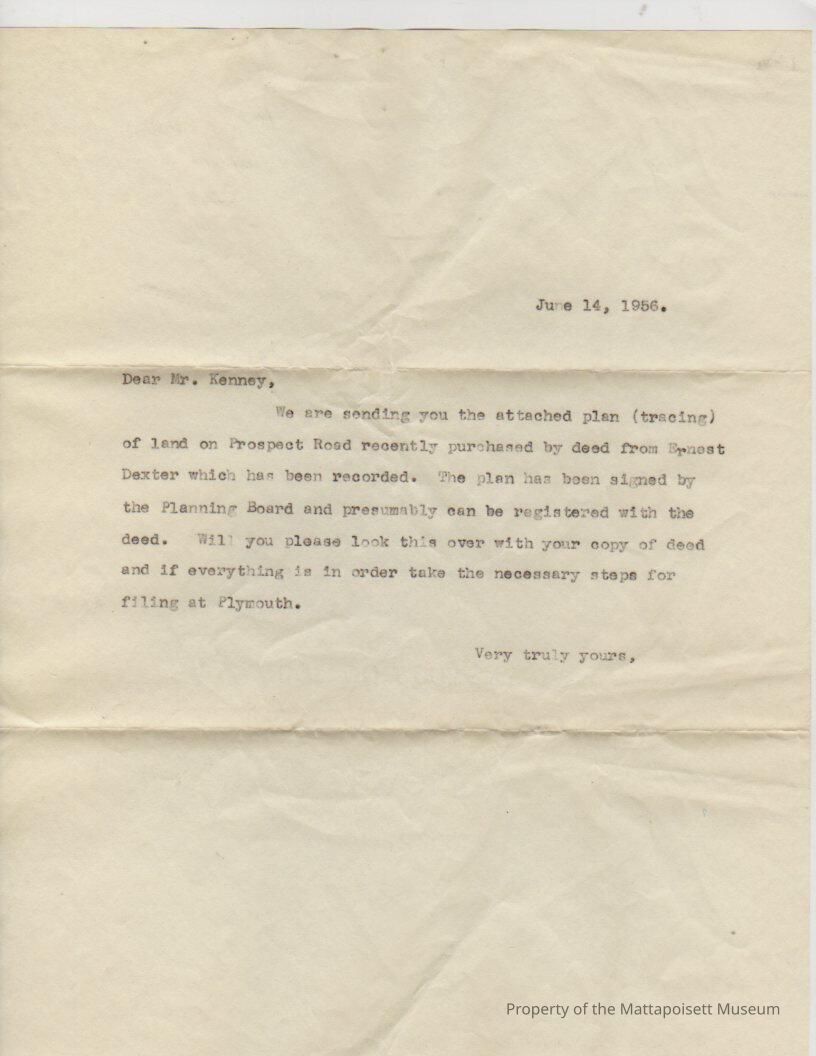 June 14, 1956.
Dear Mr. Kenney,
We are sending you the attached plan (tracing)
of land on Prospect Road recently purchased by deed from Ernest
Dexter which has been recorded. The plan has been signed by
the Planning Board and presumably can be registered with the
deed. Will you please look this over with your copy of deed
and if everything is in order take the necessary steps for
filing at Plymouth.
Very truly yours,
Property of the Mattapoisett Museum